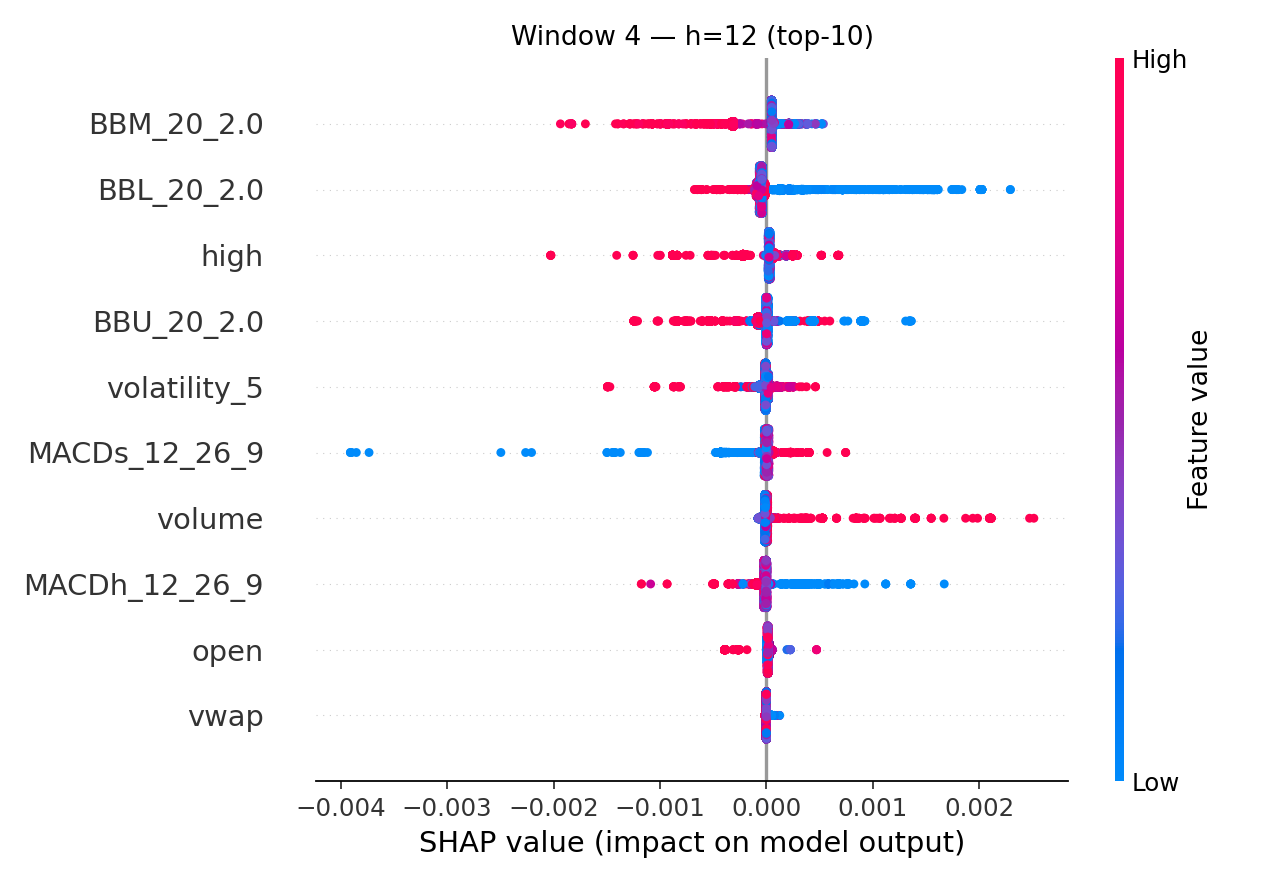 Window 4 — h=12 (top-10)
High
BBM_20_2.0
BBL_20_2.0
high
BBU_20_2.0
volatility_5
MACDs_12_26_9
volume
MACDh_12_26_9
open
vwap
Feature value
Low
−0.004 −0.003 −0.002 −0.001 0.000 0.001 0.002
SHAP value (impact on model output)